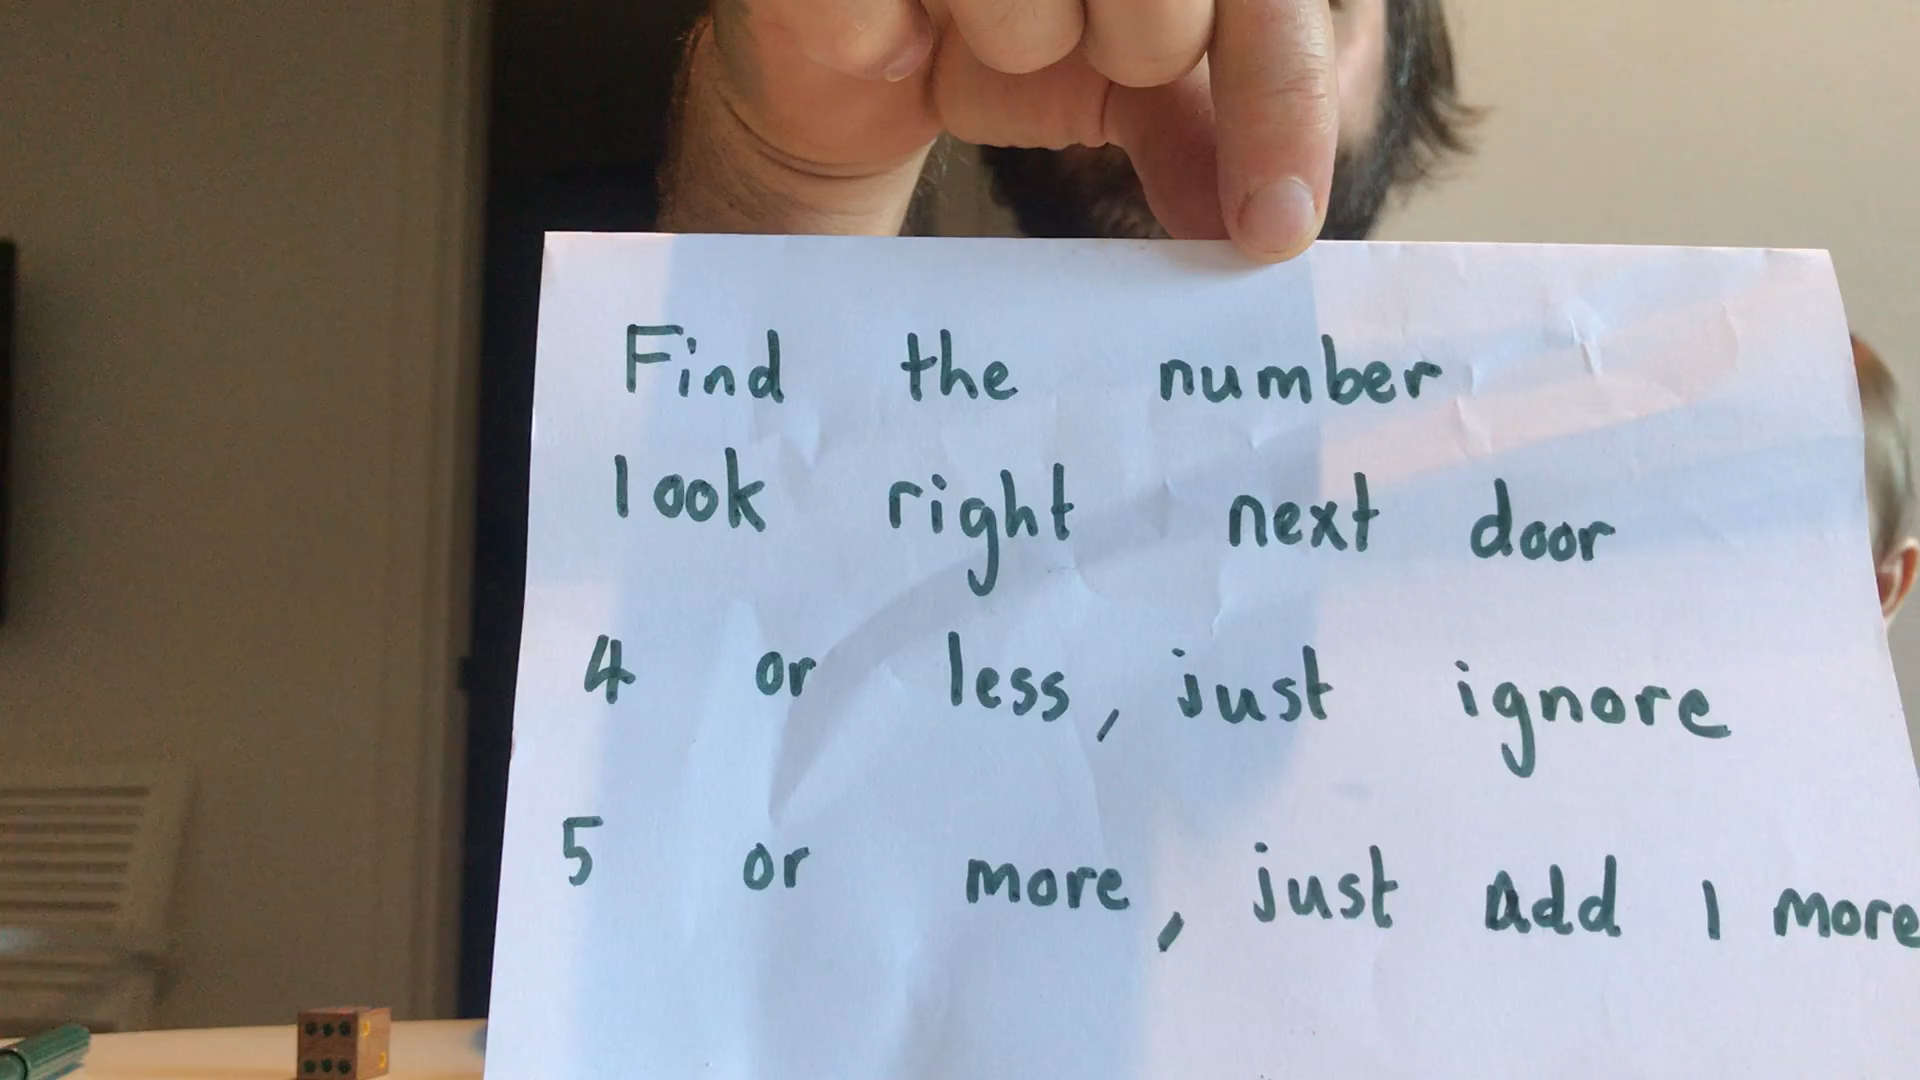 Find the number
look right next door
4 or less, just ignore
5 or more, just add 1 more